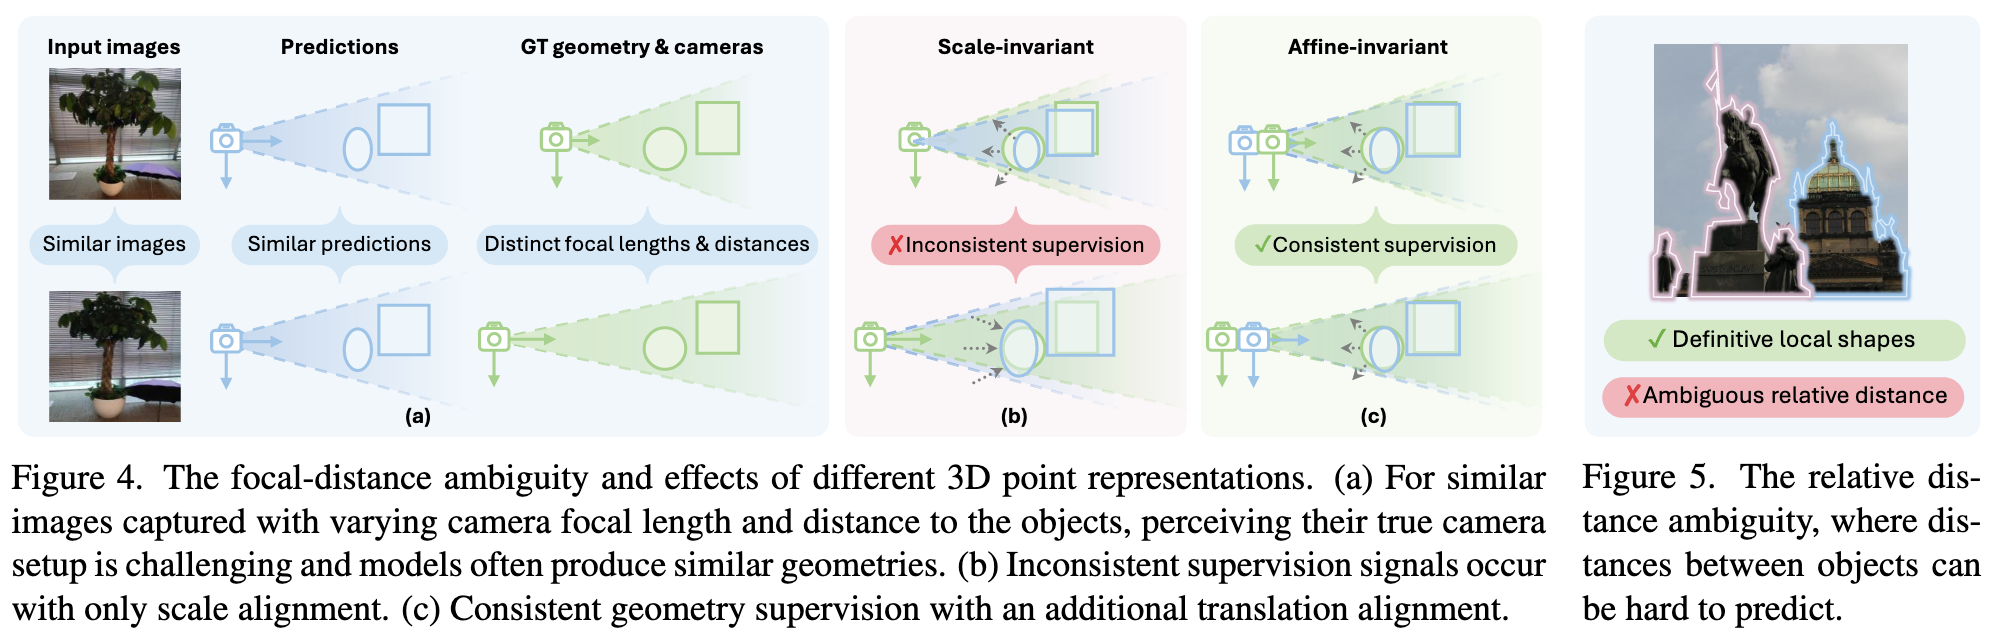 Input images
Predictions
GT geometry & cameras
Similar images
Similar predictions
Distinct focal lengths & distances
(a)
Scale-invariant
✗Inconsistent supervision
(b)
Affine-invariant
✓Consistent supervision
(c)
Figure 4. The focal-distance ambiguity and effects of different 3D point representations. (a) For similar
images captured with varying camera focal length and distance to the objects, perceiving their true camera
setup is challenging and models often produce similar geometries. (b) Inconsistent supervision signals occur
with only scale alignment. (c) Consistent geometry supervision with an additional translation alignment.
✓ Definitive local shapes
✗Ambiguous relative distance
Figure 5. The relative dis-
tance ambiguity, where dis-
tances between objects can
be hard to predict.